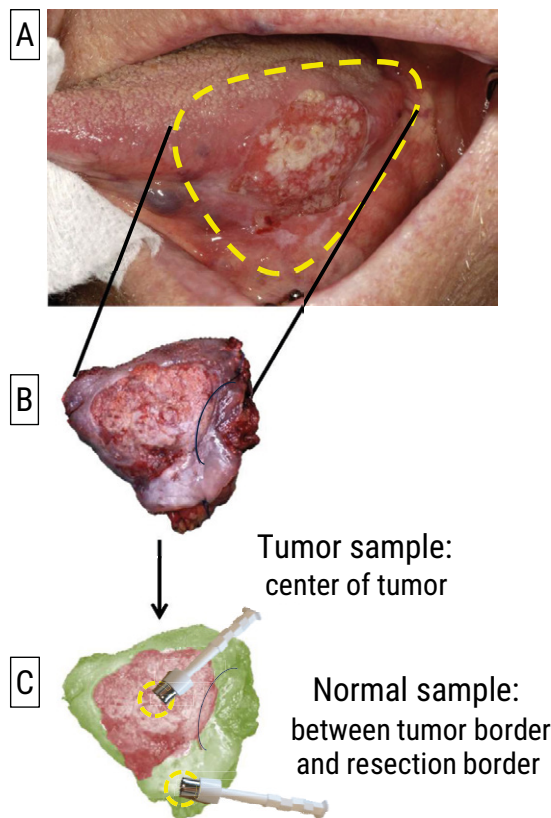 A
B
Tumor sample:
center of tumor
C
Normal sample:
between tumor border
and resection border